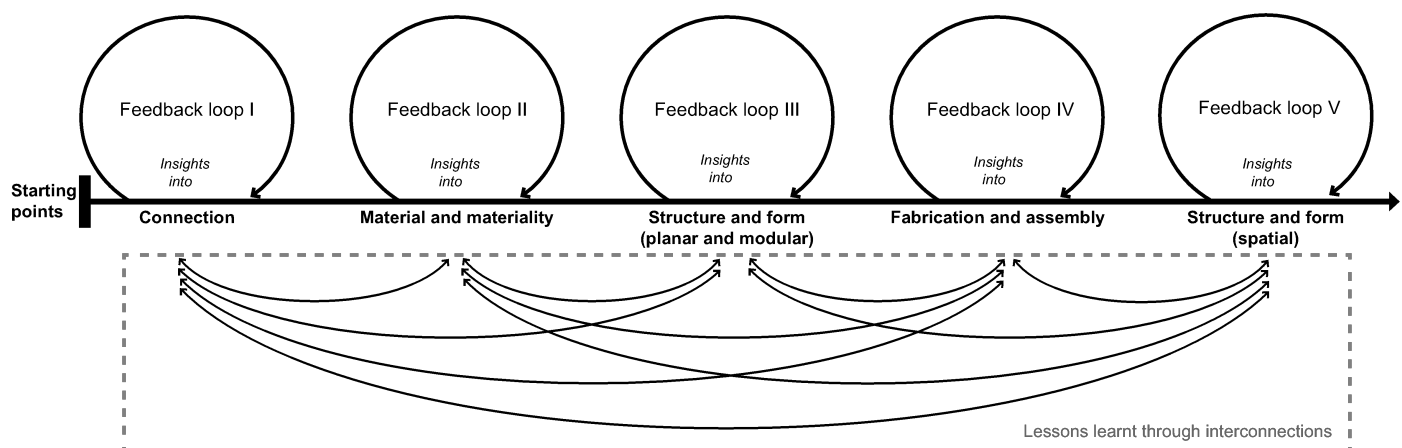 Feedback loop I
Feedback loop II
Feedback loop III
Feedback loop IV
Feedback loop V
Insights
into
Insights
into
Insights
into
Insights
into
Insights
into
Starting
points
Connection
Material and materiality
Structure and form
(planar and modular)
Fabrication and assembly
Structure and form
(spatial)
Lessons learnt through interconnections